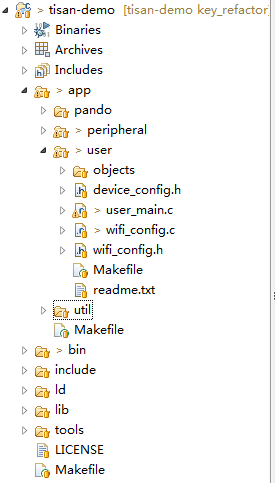 > tisan-demo [tisan-demo key_refactor]
Binaries
Archives
Includes
> app
pando
> peripheral
> user
objects
device_config.h
> user_main.c
> wifi_config.c
wifi_config.h
Makefile
readme.txt
util
Makefile
> bin
include
ld
lib
tools
LICENSE
Makefile